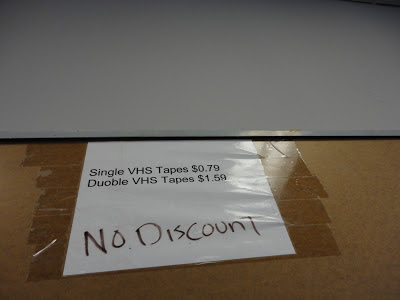 Single VHS Tapes $0.79
Duoble VHS Tapes $1.59
No. Discount